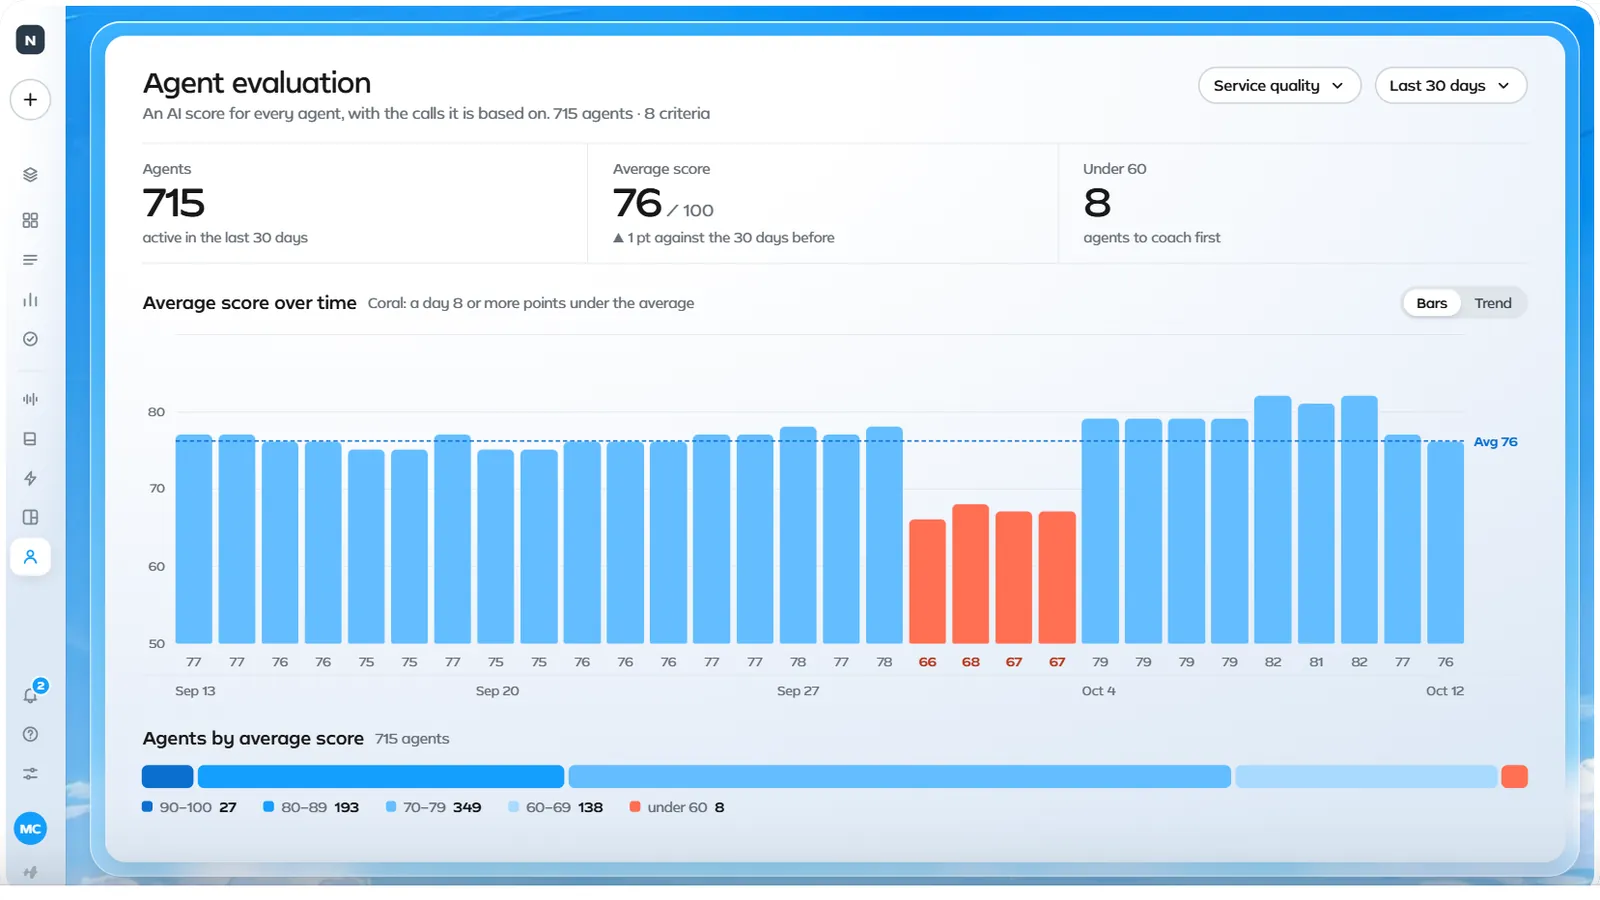 N
Agent evaluation
An AI score for every agent, with the calls it is based on. 715 agents · 8 criteria
Service quality
Last 30 days
Agents
715
active in the last 30 days
Average score
76 / 100
▲ 1 pt against the 30 days before
Under 60
8
agents to coach first
Average score over time Coral: a day 8 or more points under the average
Bars Trend
80
70
60
50
Avg 76
77 77 76 76 75 75 77 75 75 76 76 76 77 77 78 77 78 66 68 67 67 79 79 79 79 82 81 82 77 76
Sep 13 Sep 20 Sep 27 Oct 4 Oct 12
2
Agents by average score 715 agents
90–100 27 80–89 193 70–79 349 60–69 138 under 60 8
MC